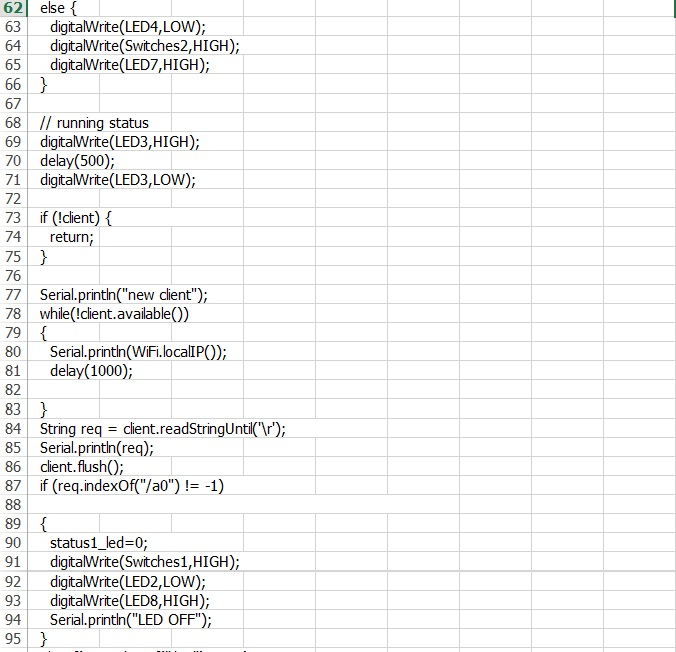 62 else {
63 digitalWrite(LED4,LOW);
64 digitalWrite(Switches2,HIGH);
65 digitalWrite(LED7,HIGH);
66 }
67
68 // running status
69 digitalWrite(LED3,HIGH);
70 delay(500);
71 digitalWrite(LED3,LOW);
72
73 if (!client) {
74 return;
75 }
76
77 Serial.println("new client");
78 while(!client.available())
79 {
80 Serial.println(WiFi.localIP());
81 delay(1000);
82
83 }
84 String req = client.readStringUntil('\r');
85 Serial.println(req);
86 client.flush();
87 if (req.indexOf("/a0") != -1)
88
89 {
90 status1_led=0;
91 digitalWrite(Switches1,HIGH);
92 digitalWrite(LED2,LOW);
93 digitalWrite(LED8,HIGH);
94 Serial.println("LED OFF");
95 }